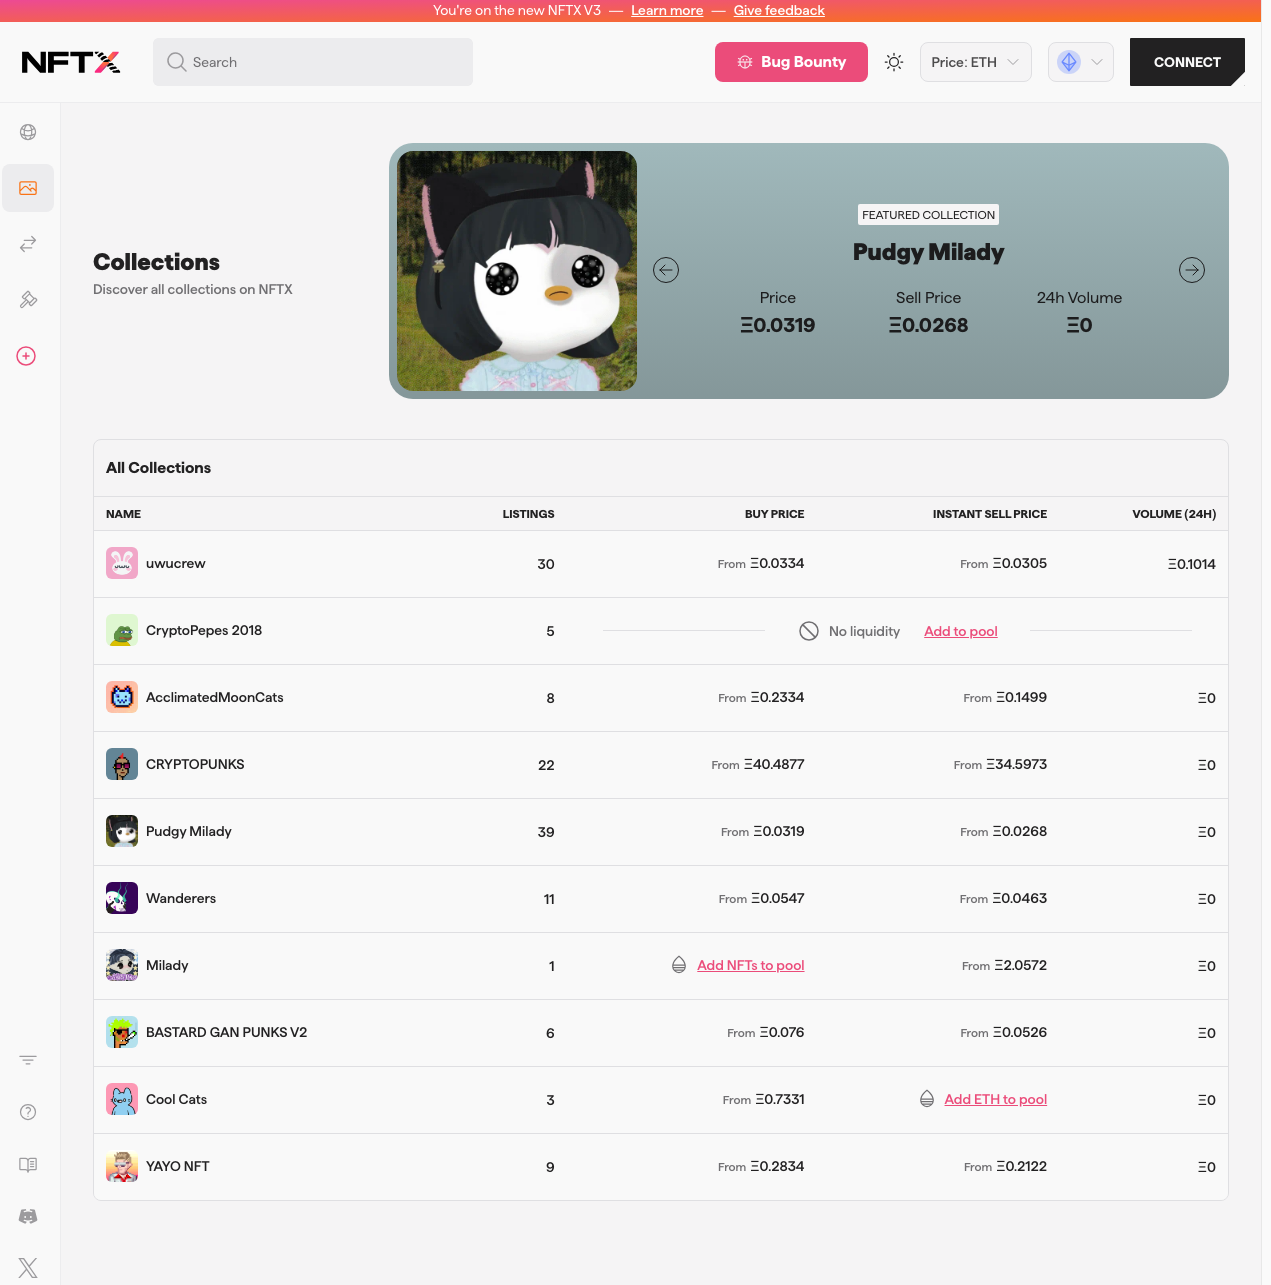 You're on the new NFTX V3 — Learn more — Give feedback
NFTX
Search
Bug Bounty
Price: ETH
CONNECT
Collections
Discover all collections on NFTX
FEATURED COLLECTION
Pudgy Milady
Price Sell Price 24h Volume
Ξ0.0319 Ξ0.0268 Ξ0
All Collections
NAME LISTINGS BUY PRICE INSTANT SELL PRICE VOLUME (24H)
uwucrew 30 From Ξ0.0334 From Ξ0.0305 Ξ0.1014
CryptoPepes 2018 5 No liquidity Add to pool
AcclimatedMoonCats 8 From Ξ0.2334 From Ξ0.1499 Ξ0
CRYPTOPUNKS 22 From Ξ40.4877 From Ξ34.5973 Ξ0
Pudgy Milady 39 From Ξ0.0319 From Ξ0.0268 Ξ0
Wanderers 11 From Ξ0.0547 From Ξ0.0463 Ξ0
Milady 1 Add NFTs to pool From Ξ2.0572 Ξ0
BASTARD GAN PUNKS V2 6 From Ξ0.076 From Ξ0.0526 Ξ0
Cool Cats 3 From Ξ0.7331 Add ETH to pool Ξ0
YAYO NFT 9 From Ξ0.2834 From Ξ0.2122 Ξ0